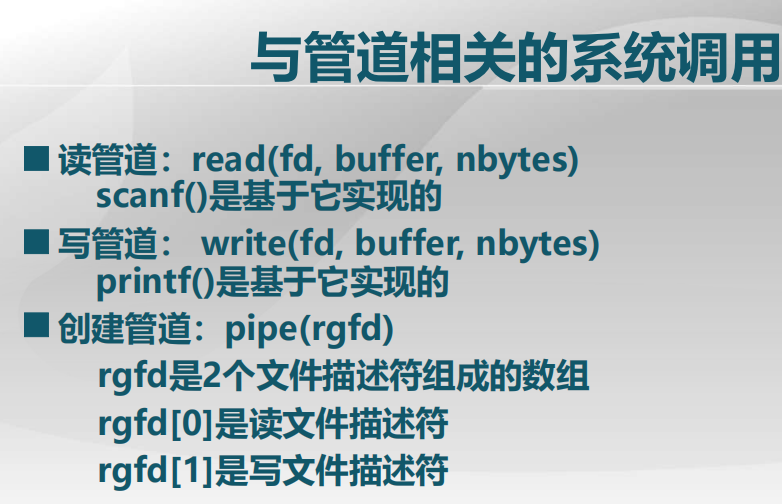 与管道相关的系统调用
读管道：read(fd, buffer, nbytes)
scanf()是基于它实现的
写管道： write(fd, buffer, nbytes)
printf()是基于它实现的
创建管道：pipe(rgfd)
rgfd是2个文件描述符组成的数组
rgfd[0]是读文件描述符
rgfd[1]是写文件描述符